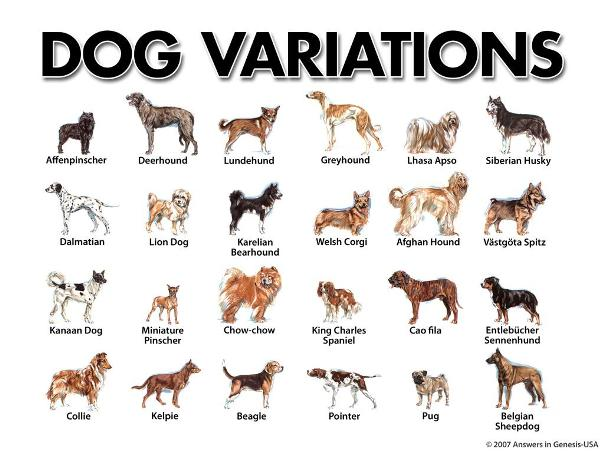 DOG VARIATIONS
Affenpinscher
Deerhound
Lundehund
Greyhound
Lhasa Apso
Siberian Husky
Dalmatian
Lion Dog
Karelian
Bearhound
Welsh Corgi
Afghan Hound
Västgöta Spitz
Kanaan Dog
Miniature
Pinscher
Chow-chow
King Charles
Spaniel
Cao fila
Entlebücher
Sennenhund
Collie
Kelpie
Beagle
Pointer
Pug
Belgian
Sheepdog
© 2007 Answers in Genesis-USA